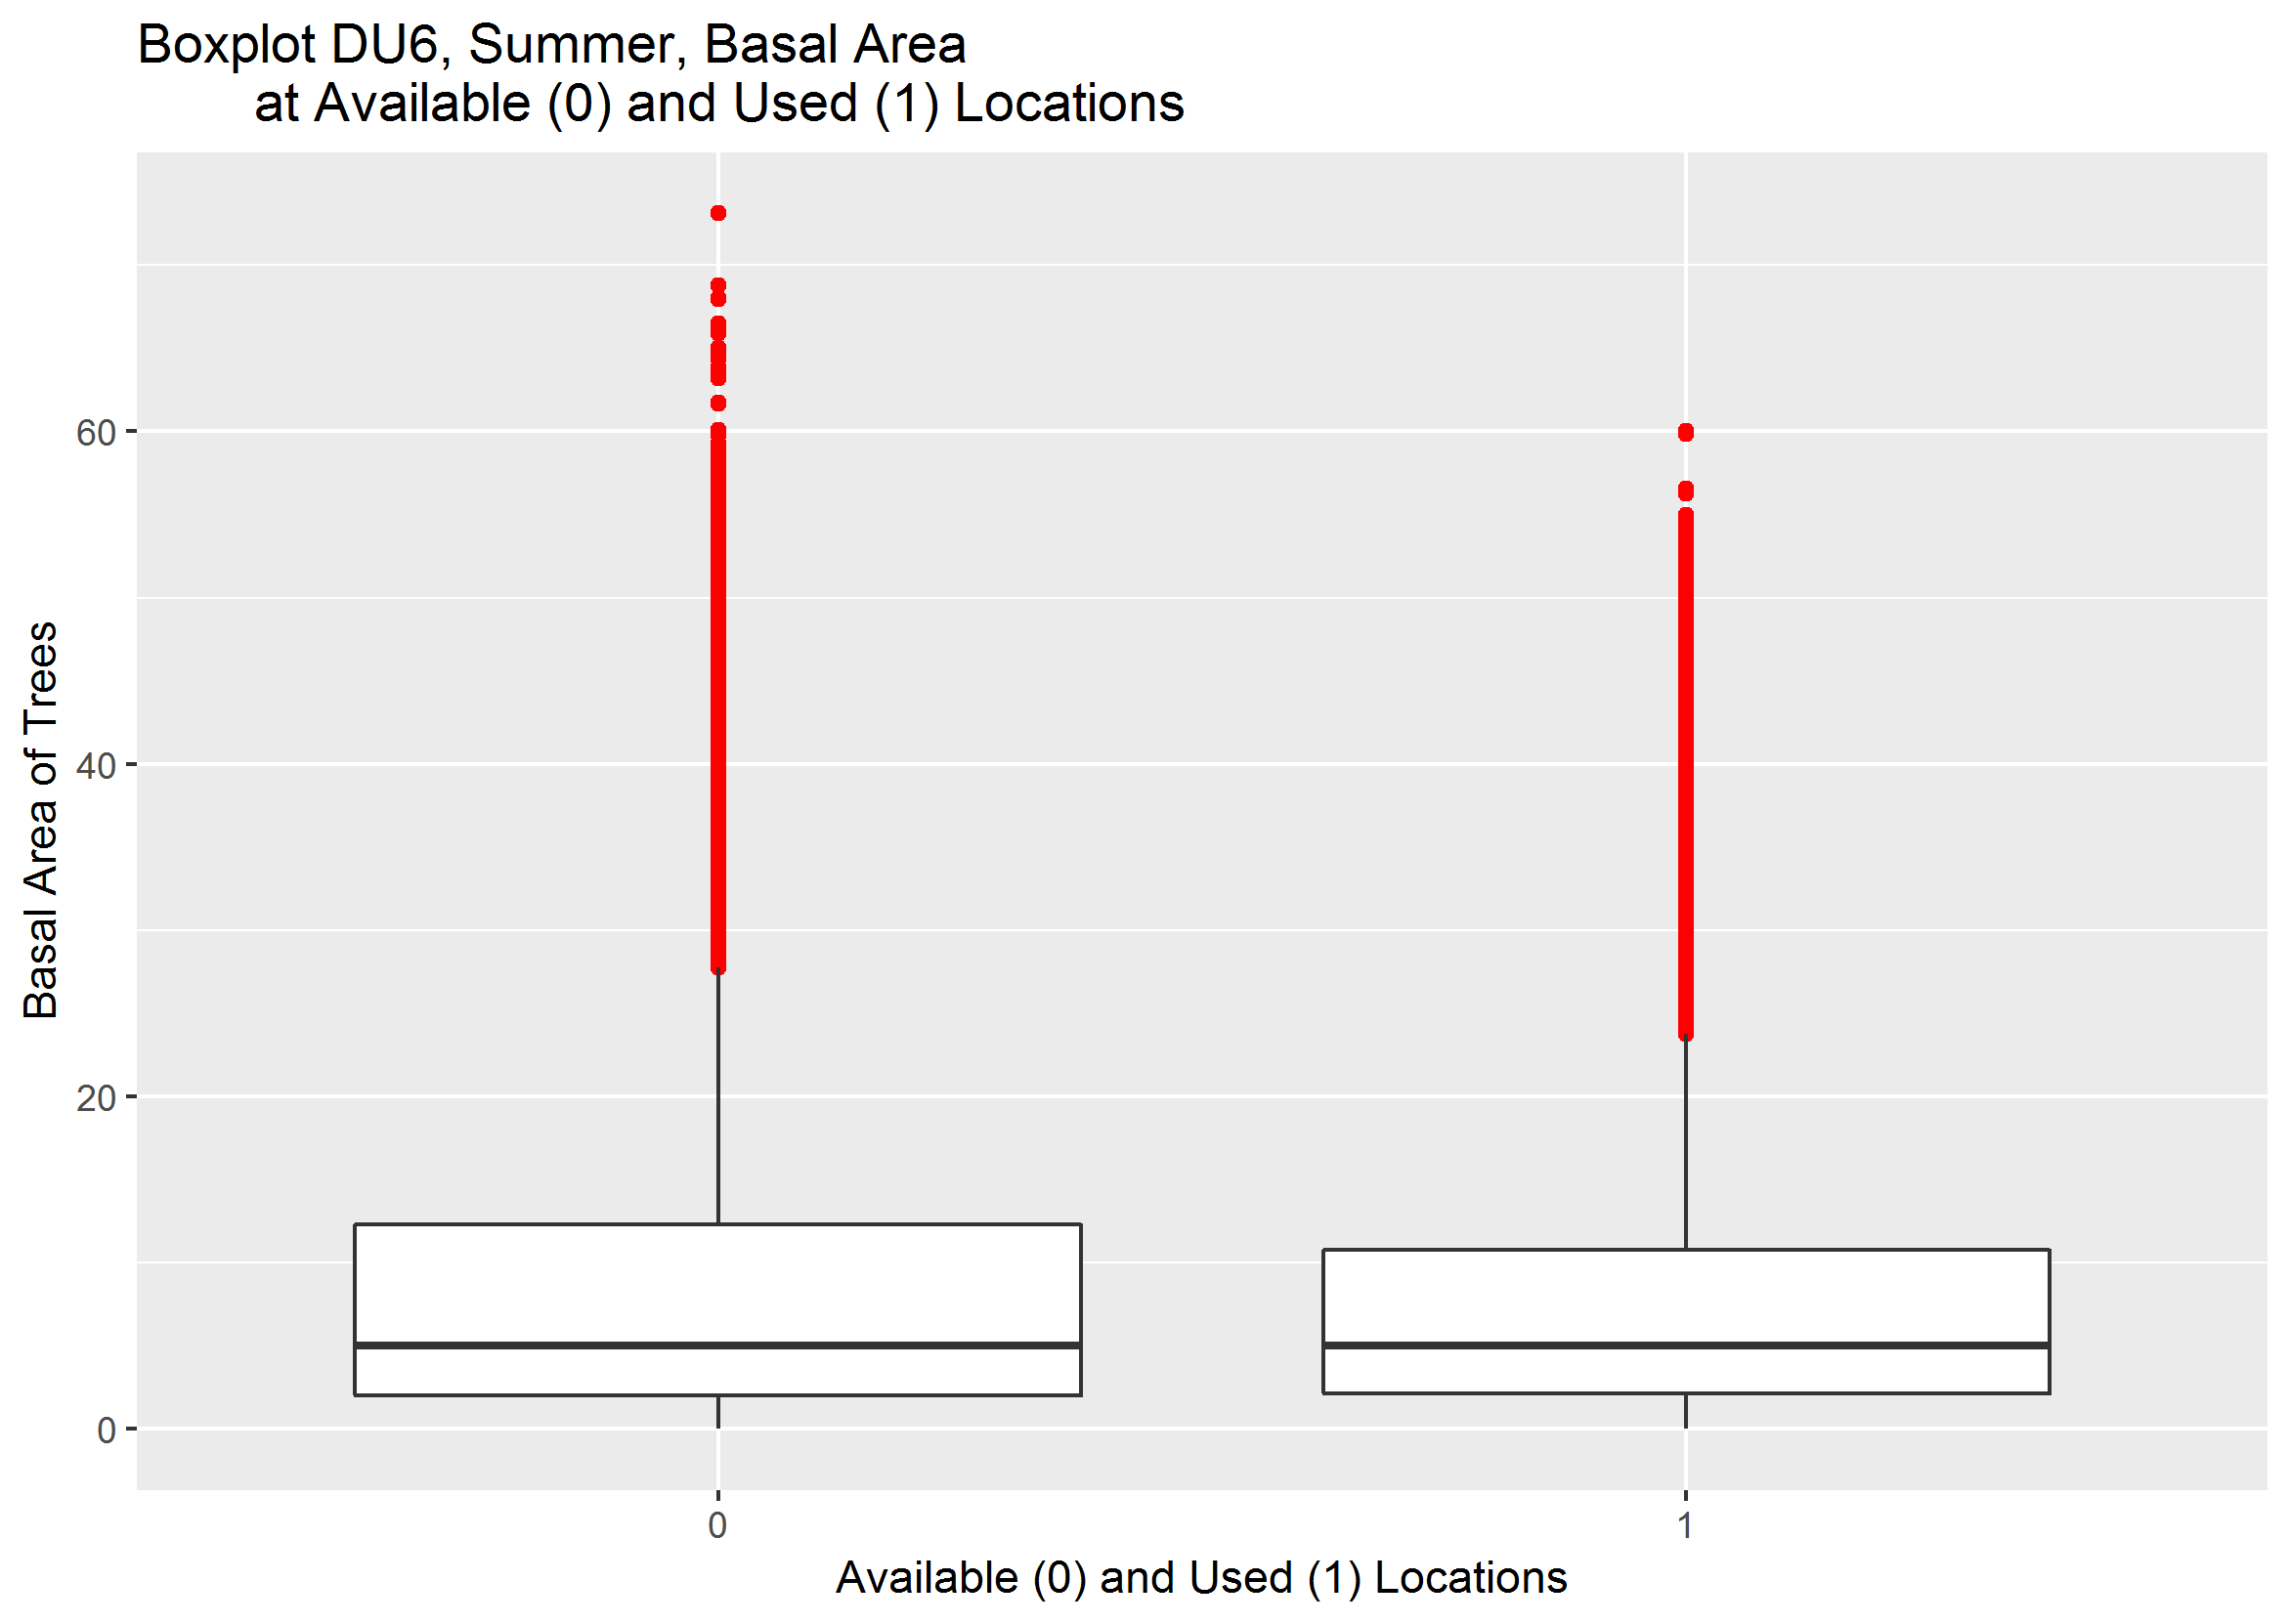 Boxplot DU6, Summer, Basal Area
at Available (0) and Used (1) Locations
Basal Area of Trees
60
40
20
0
0
1
Available (0) and Used (1) Locations